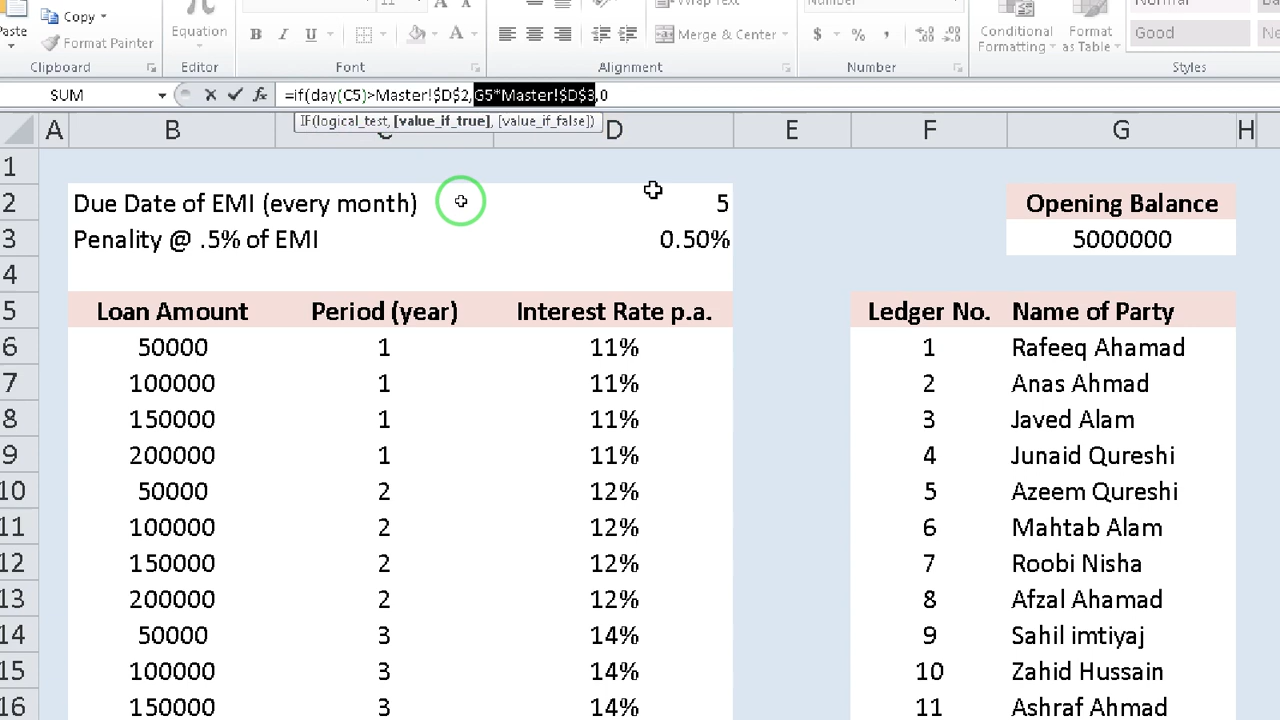 Copy
11
Wrap Text
Number
Normal
Paste
Format Painter
Equation
B I U
A
Merge & Center
$ % ,
Conditional Formatting
Format as Table
Good
Ne
Clipboard
Editor
Font
Alignment
Number
Styles
SUM
fx
=if(day(C5)>Master!$D$2,G5*Master!$D$3,0
IF(logical_test, [value_if_true], [value_if_false])
A B C D E F G H
1
2 Due Date of EMI (every month) 5 Opening Balance
3 Penality @ .5% of EMI 0.50% 5000000
4
5 Loan Amount Period (year) Interest Rate p.a. Ledger No. Name of Party
6 50000 1 11% 1 Rafeeq Ahamad
7 100000 1 11% 2 Anas Ahmad
8 150000 1 11% 3 Javed Alam
9 200000 1 11% 4 Junaid Qureshi
10 50000 2 12% 5 Azeem Qureshi
11 100000 2 12% 6 Mahtab Alam
12 150000 2 12% 7 Roobi Nisha
13 200000 2 12% 8 Afzal Ahamad
14 50000 3 14% 9 Sahil imtiyaj
15 100000 3 14% 10 Zahid Hussain
16 150000 3 14% 11 Ashraf Ahmad